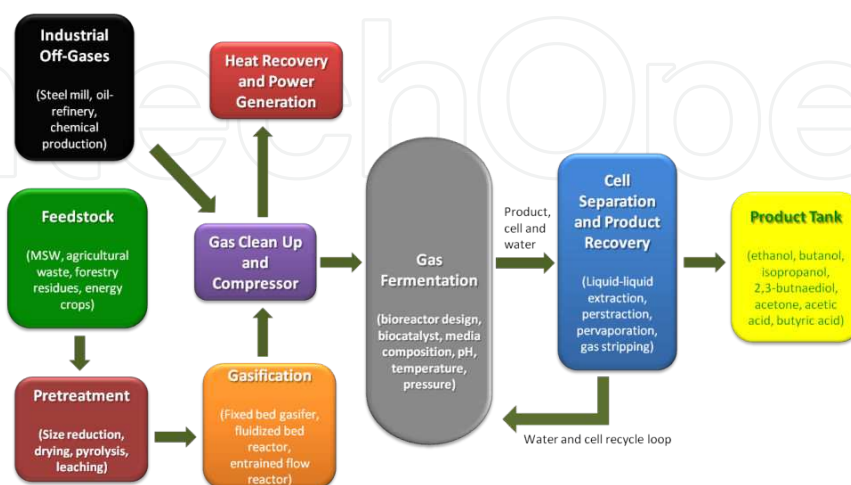 Industrial
Off-Gases
(Steel mill, oil-
refinery,
chemical
production)
Heat Recovery
and Power
Generation
Feedstock
(MSW, agricultural
waste, forestry
residues, energy
crops)
Gas Clean Up
and
Compressor
Pretreatment
(Size reduction,
drying, pyrolysis,
leaching)
Gasification
(Fixed bed gasifer,
fluidized bed
reactor,
entrained flow
reactor)
Gas
Fermentation
(bioreactor design,
biocatalyst, media
composition, pH,
temperature,
pressure)
Product,
cell and
water
Cell
Separation
and Product
Recovery
(Liquid-liquid
extraction,
perstraction,
pervaporation,
gas stripping)
Water and cell recycle loop
Product Tank
(ethanol, butanol,
isopropanol,
2,3-butnaediol,
acetone, acetic
acid, butyric acid)
ntechOpe